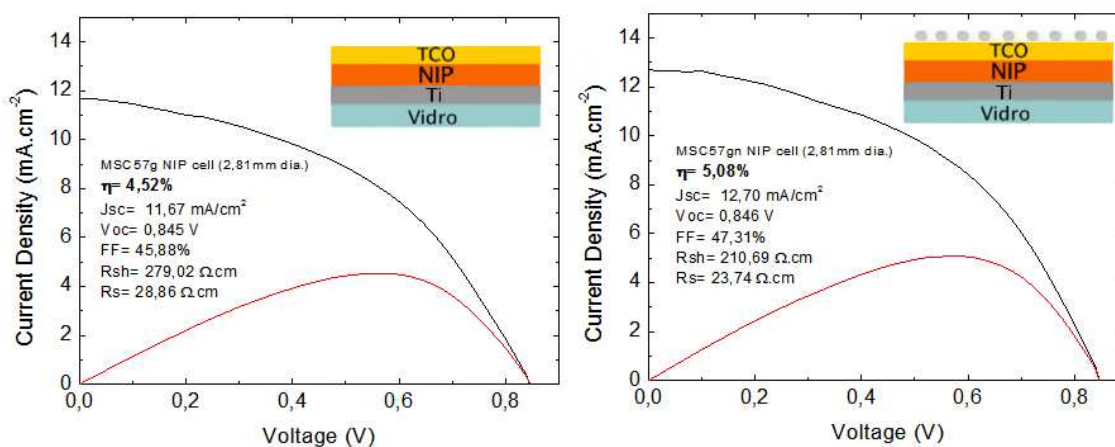 14
12
10
8
6
4
2
0
Current Density (mA.cm-2)
TCO
NIP
Ti
Vidro
MSC57g NIP cell (2,81mm dia.)
η= 4,52%
Jsc= 11,67 mA/cm2
Voc= 0,845 V
FF= 45,88%
Rsh= 279,02 Ω.cm
Rs= 28,86 Ω.cm
0,0 0,2 0,4 0,6 0,8
Voltage (V)
14
12
10
8
6
4
2
0
Current Density (mA.cm-2)
TCO
NIP
Ti
Vidro
MSC57gn NIP cell (2,81mm dia.)
η= 5,08%
Jsc= 12,70 mA/cm2
Voc= 0,846 V
FF= 47,31%
Rsh= 210,69 Ω.cm
Rs= 23,74 Ω.cm
0,0 0,2 0,4 0,6 0,8
Voltage (V)